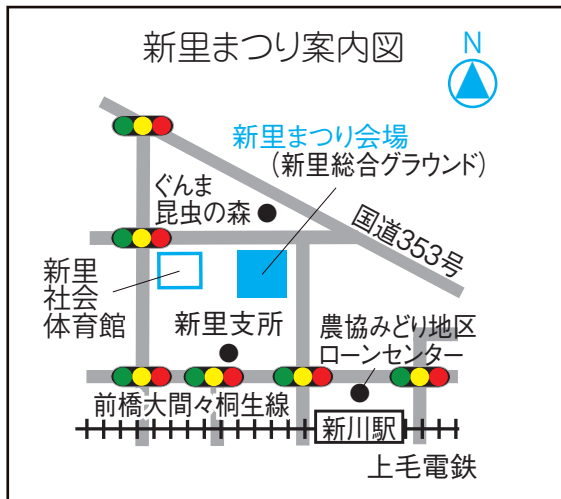 新里まつり案内図
N
新里まつり会場
(新里総合グラウンド)
ぐんま
昆虫の森
国道353号
新里
社会
体育館
新里支所
農協みどり地区
ローンセンター
前橋大間々桐生線
新川駅
上毛電鉄